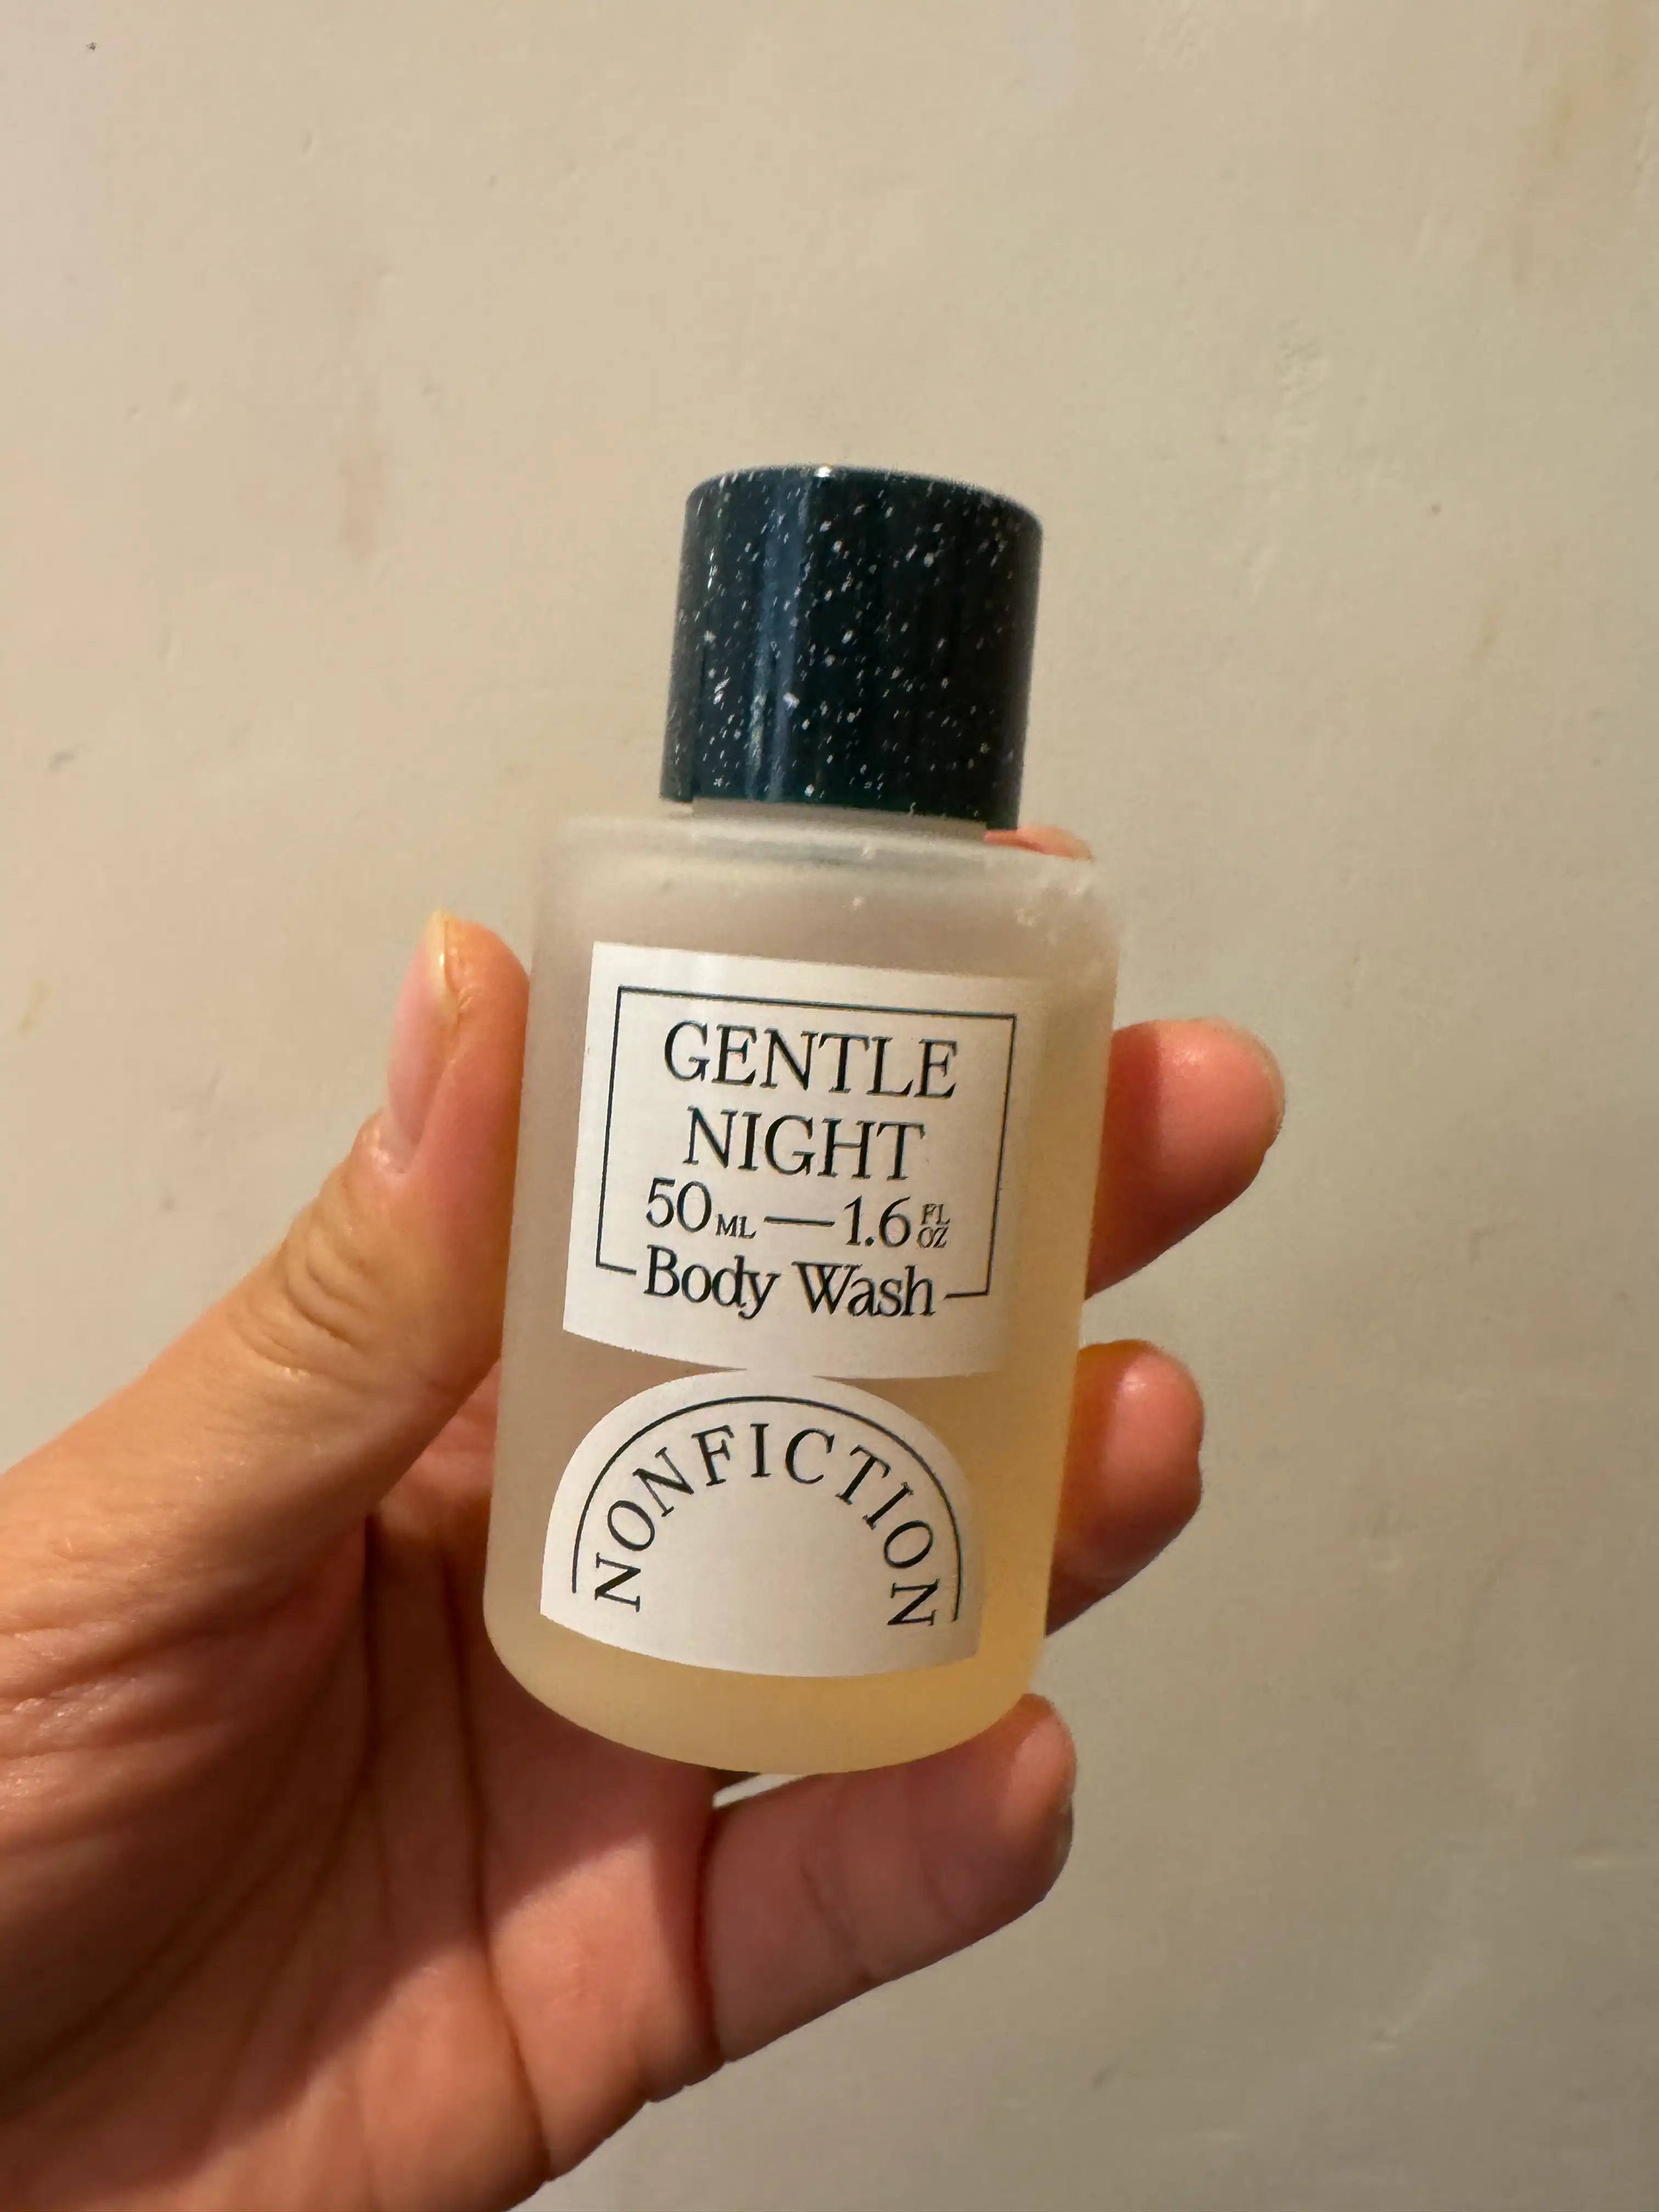 GENTLE
NIGHT
50ML—1.6 FL OZ
Body Wash
NONFICTION